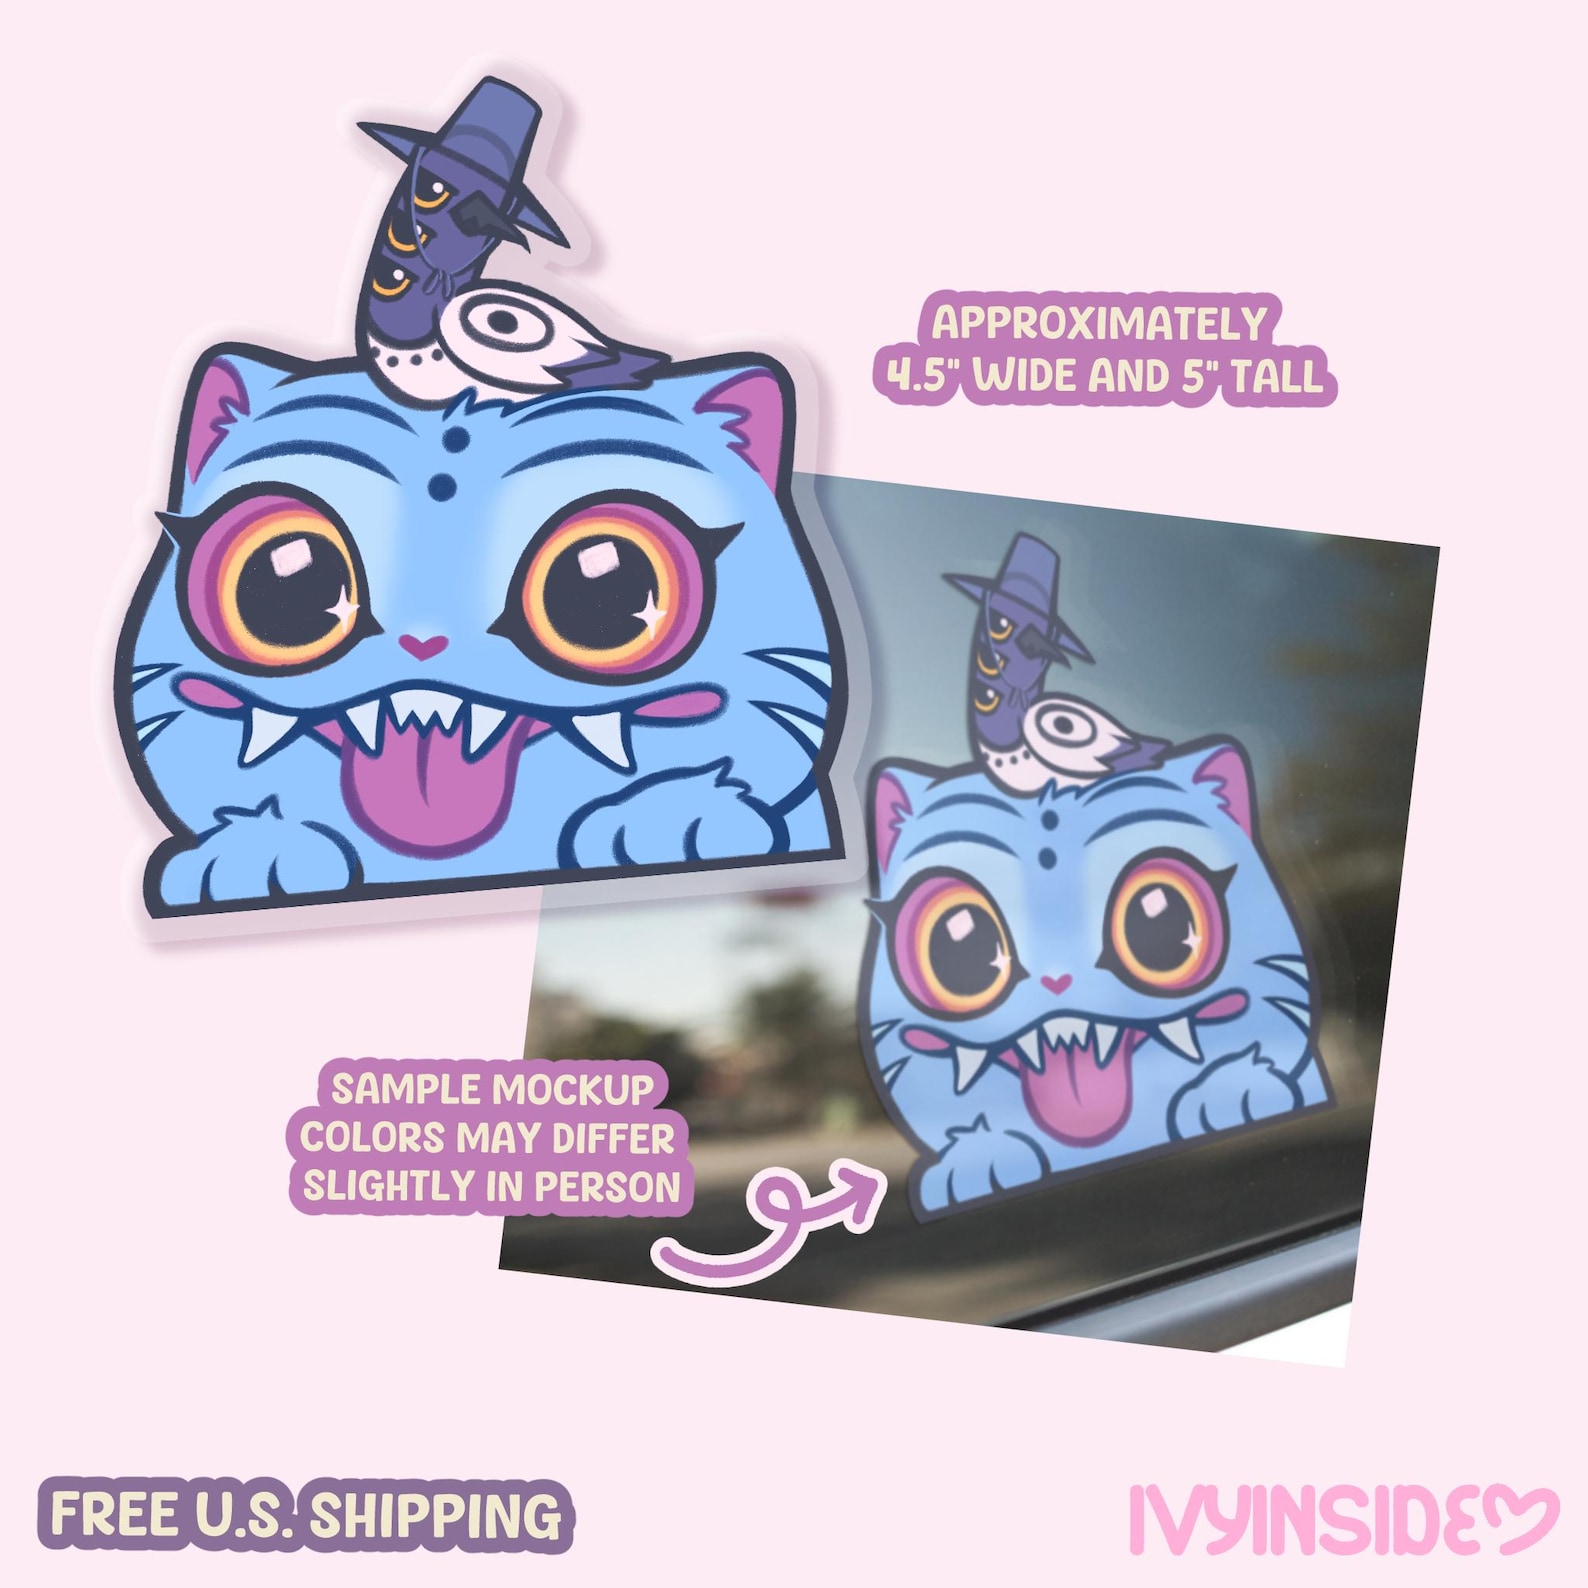 APPROXIMATELY
4.5" WIDE AND 5" TALL
SAMPLE MOCKUP
COLORS MAY DIFFER
SLIGHTLY IN PERSON
FREE U.S. SHIPPING
IVYINSIDE